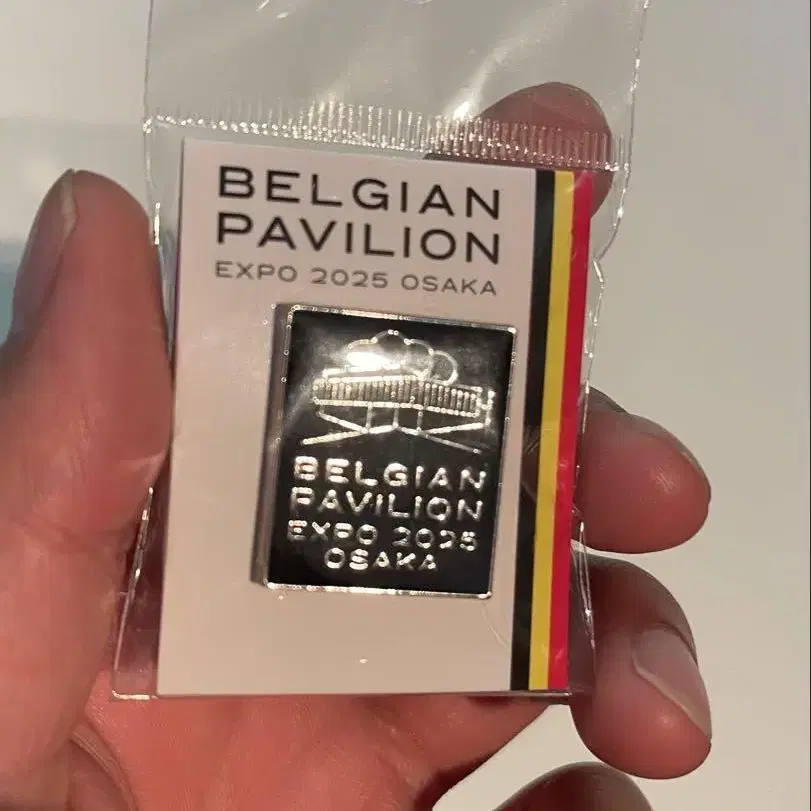 BELGIAN
PAVILION
EXPO 2025 OSAKA
BELGIAN
PAVILION
EXPO 2025
OSAKA